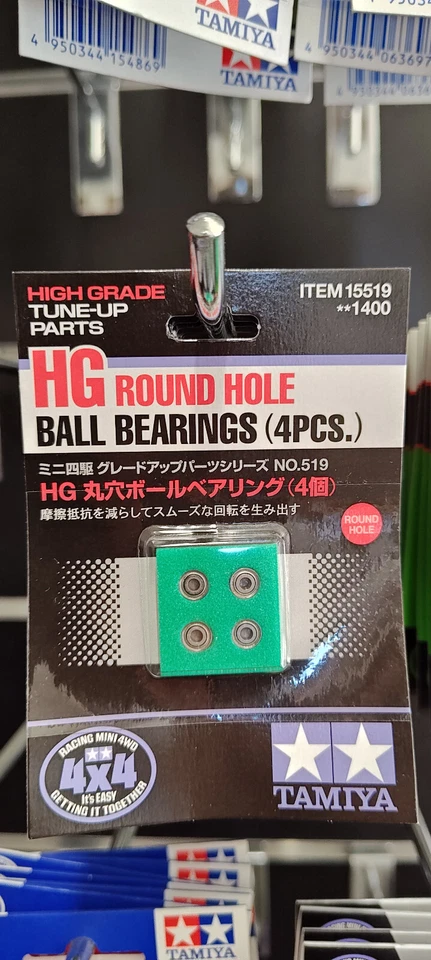 TAMIYA
4 950344 154869
TAMIYA
4 950344 063697
HIGH GRADE
TUNE-UP
PARTS
ITEM 15519
**1400
HG ROUND HOLE
BALL BEARINGS (4PCS.)
ミニ四駆 グレードアップパーツシリーズ NO.519
HG 丸穴ボールベアリング(4個)
摩擦抵抗を減らしてスムーズな回転を生み出す
ROUND
HOLE
RACING MINI 4WD
4x4
It's EASY
GETTING IT TOGETHER
TAMIYA
TAMIYA